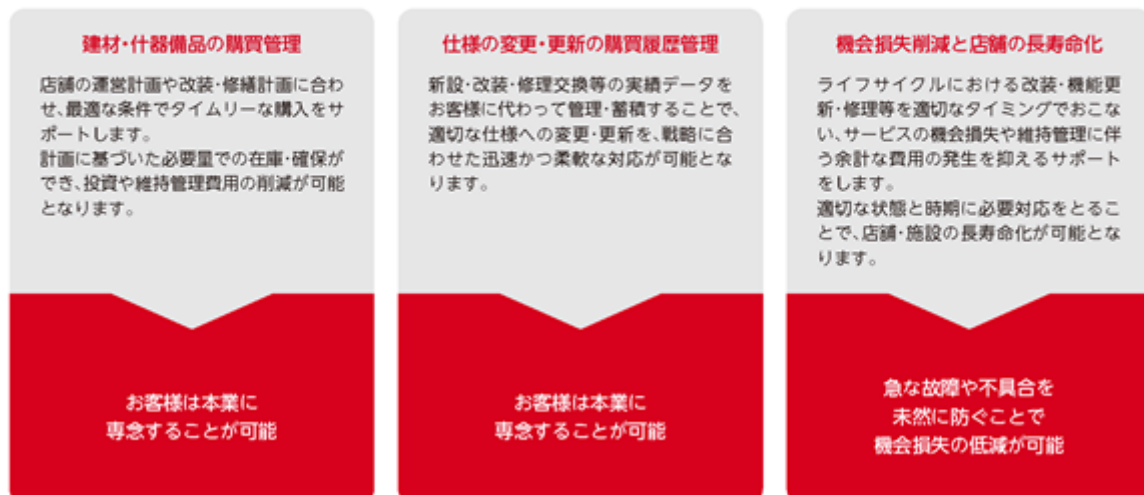 建材・什器備品の購買管理
店舗の運営計画や改装・修繕計画に合わ
せ、最適な条件でタイムリーな購入をサ
ポートします。
計画に基づいた必要量での在庫・確保が
でき、投資や維持管理費用の削減が可能
となります。
お客様は本業に
専念することが可能
仕様の変更・更新の購買履歴管理
新設・改装・修理交換等の実績データを
お客様に代わって管理・蓄積することで、
適切な仕様への変更・更新を、戦略に合
わせた迅速かつ柔軟な対応が可能とな
ります。
お客様は本業に
専念することが可能
機会損失削減と店舗の長寿命化
ライフサイクルにおける改装・機能更
新・修理等を適切なタイミングでおこな
い、サービスの機会損失や維持管理に伴
う余計な費用の発生を抑えるサポート
をします。
適切な状態と時期に必要対応をとるこ
とで、店舗・施設の長寿命化が可能とな
ります。
急な故障や不具合を
未然に防ぐことで
機会損失の低減が可能